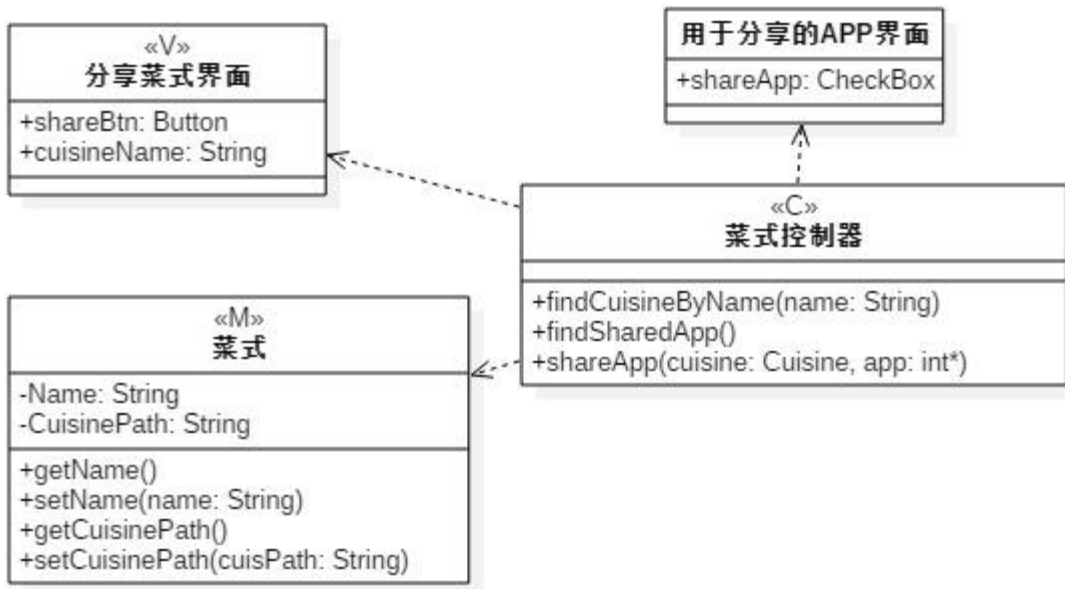 «V»
分享菜式界面
+shareBtn: Button
+cuisineName: String
用于分享的APP界面
+shareApp: CheckBox
«C»
菜式控制器
+findCuisineByName(name: String)
+findSharedApp()
+shareApp(cuisine: Cuisine, app: int*)
«M»
菜式
-Name: String
-CuisinePath: String
+getName()
+setName(name: String)
+getCuisinePath()
+setCuisinePath(cuisPath: String)